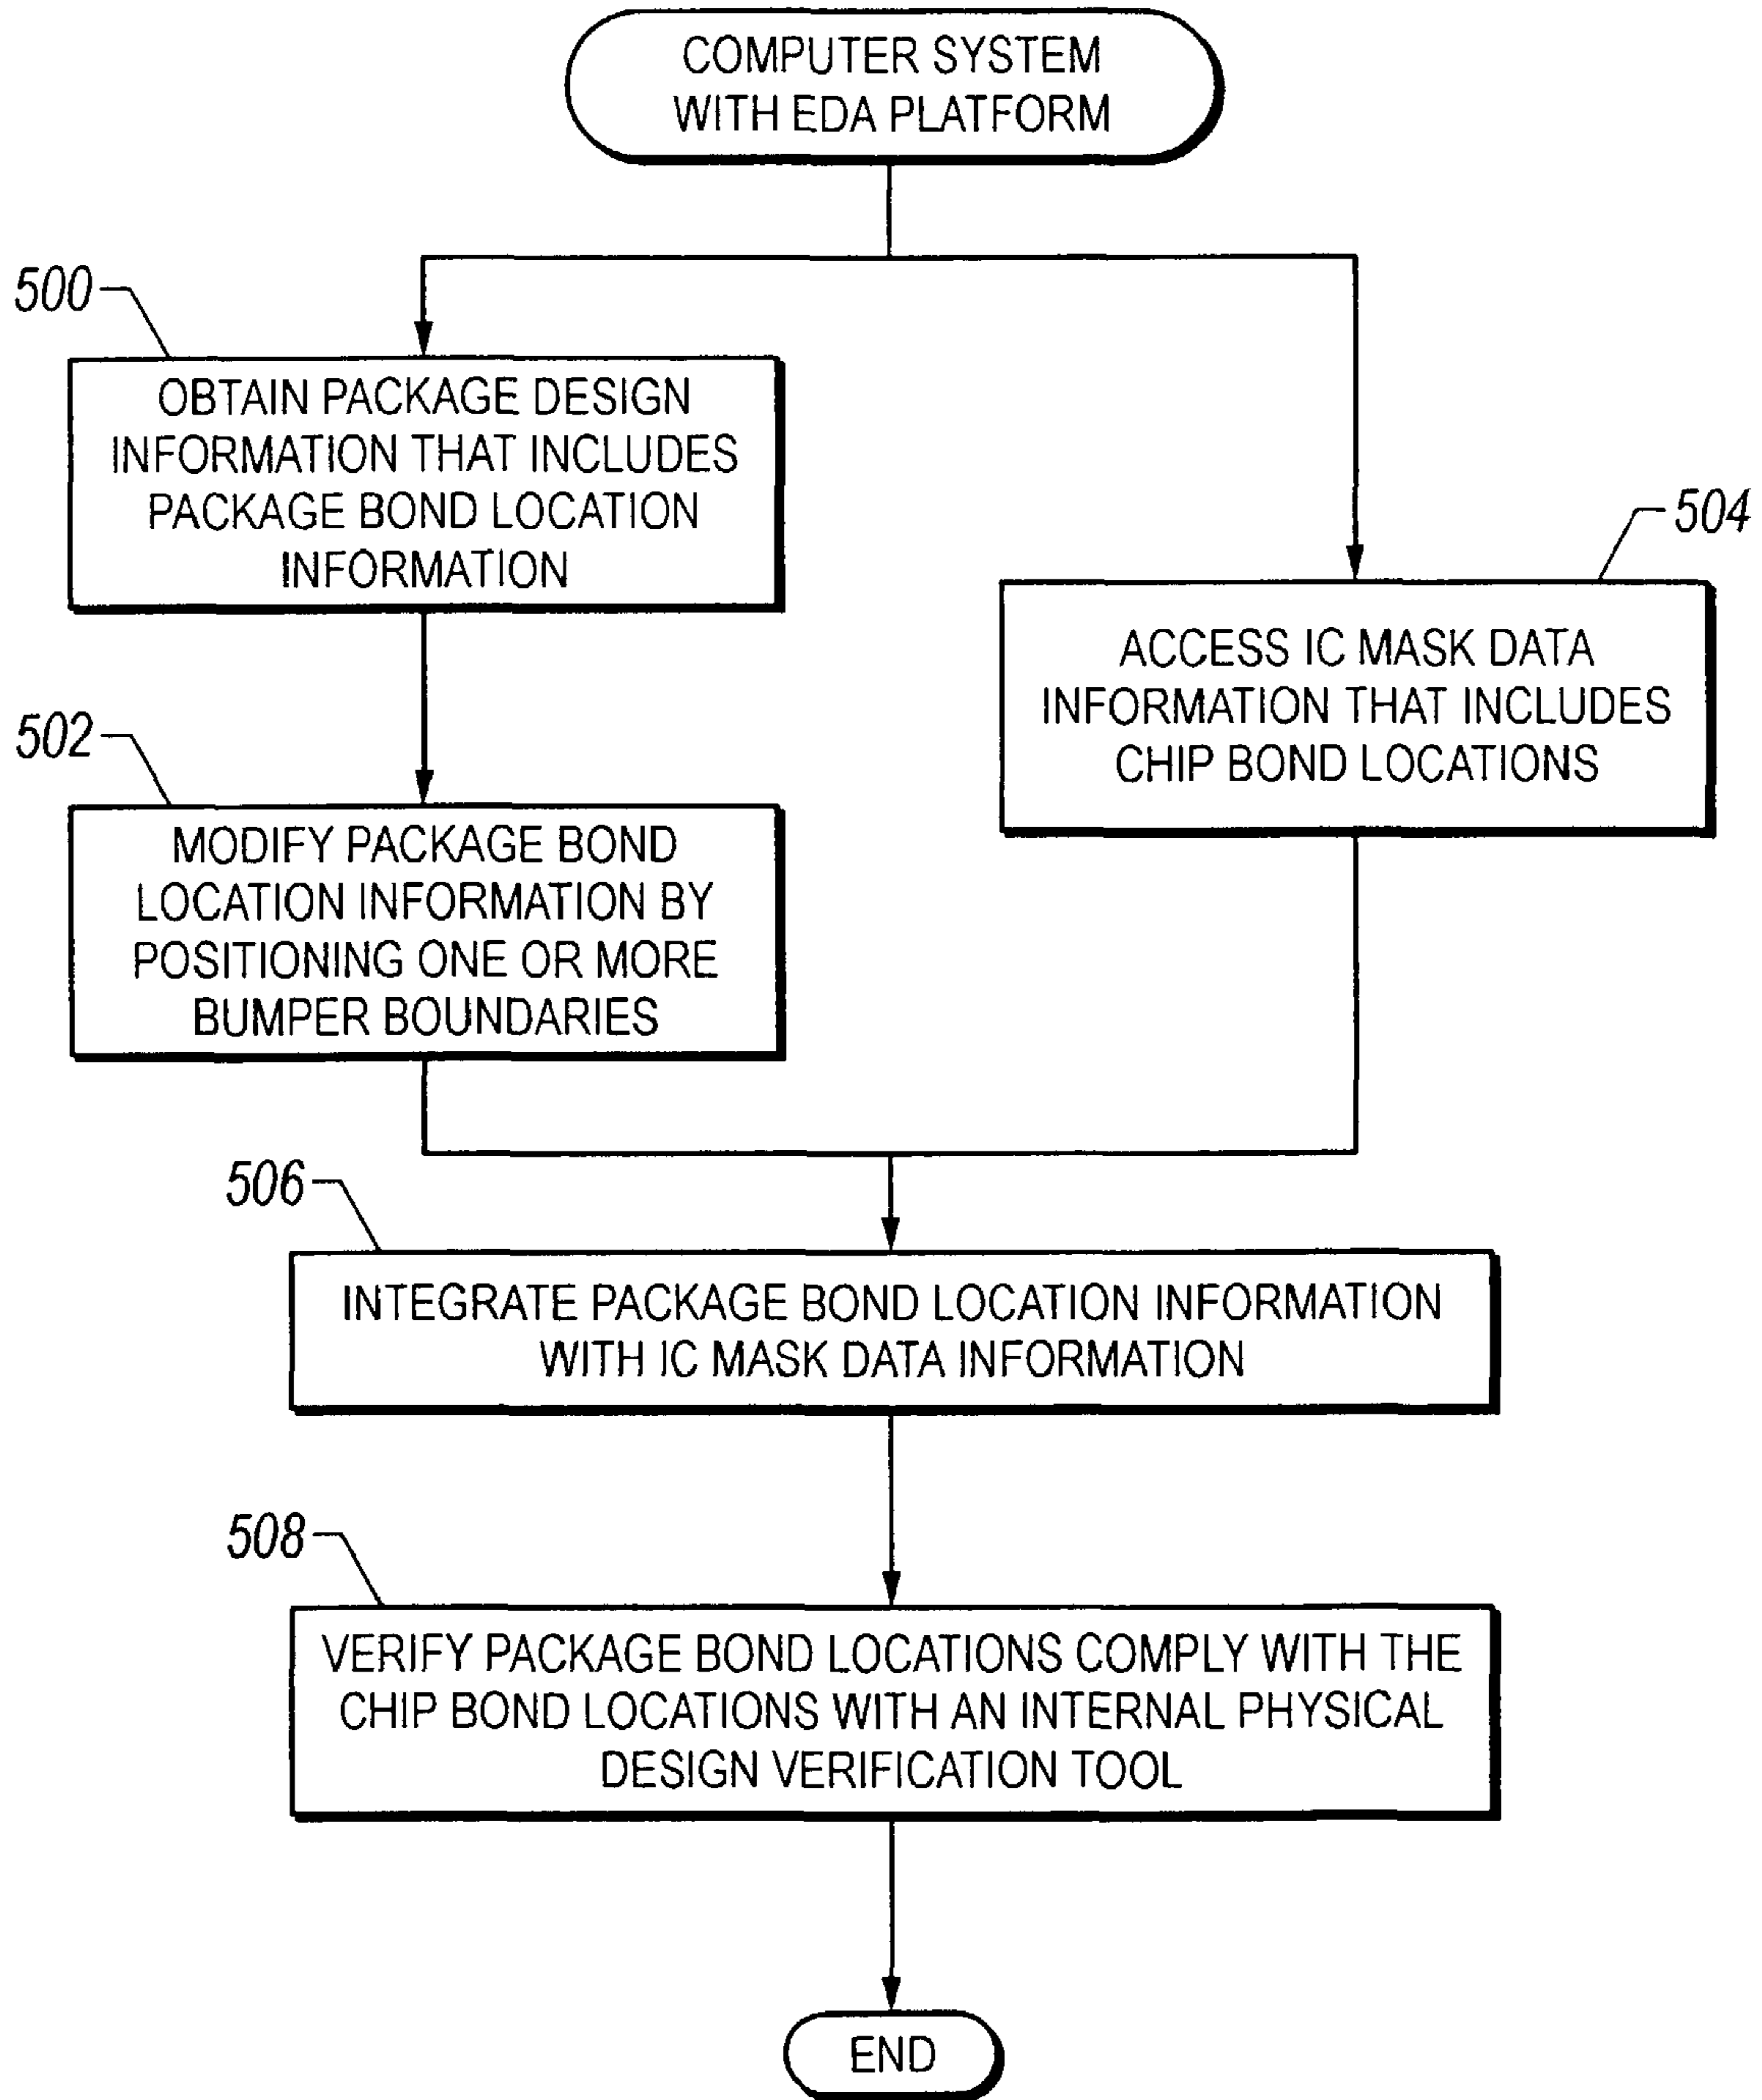 COMPUTER SYSTEM
WITH EDA PLATFORM
500
OBTAIN PACKAGE DESIGN
INFORMATION THAT INCLUDES
PACKAGE BOND LOCATION
INFORMATION
504
ACCESS IC MASK DATA
INFORMATION THAT INCLUDES
CHIP BOND LOCATIONS
502
MODIFY PACKAGE BOND
LOCATION INFORMATION BY
POSITIONING ONE OR MORE
BUMPER BOUNDARIES
506
INTEGRATE PACKAGE BOND LOCATION INFORMATION
WITH IC MASK DATA INFORMATION
508
VERIFY PACKAGE BOND LOCATIONS COMPLY WITH THE
CHIP BOND LOCATIONS WITH AN INTERNAL PHYSICAL
DESIGN VERIFICATION TOOL
END